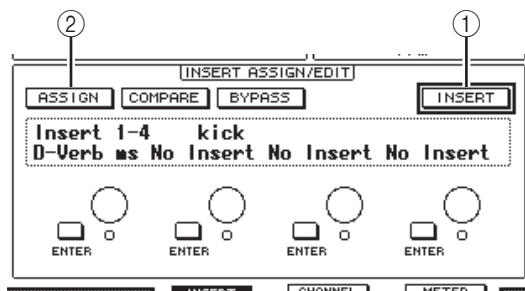 ② ①
INSERT ASSIGN/EDIT
ASSIGN COMPARE BYPASS INSERT
Insert 1-4 kick
D-Verb ms No Insert No Insert No Insert
ENTER ENTER ENTER ENTER
INSERT CHANNEL METER